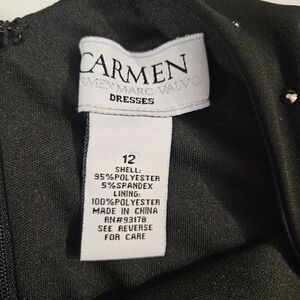 CARMEN
RMEN MARC VALVO
DRESSES
12
SHELL:
95%POLYESTER
5%SPANDEX
LINING:
100%POLYESTER
MADE IN CHINA
RN#93178
SEE REVERSE
FOR CARE